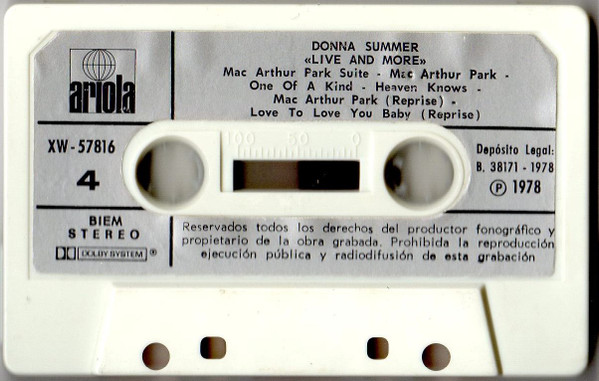 ariola
DONNA SUMMER
«LIVE AND MORE»
Mac Arthur Park Suite - Mac Arthur Park -
One Of A Kind - Heaven Knows -
Mac Arthur Park (Reprise) -
Love To Love You Baby (Reprise)
XW - 57816
4
100 50 0
Depósito Legal:
B. 38171 - 1978
Ⓟ 1978
BIEM
STEREO
DOLBY SYSTEM ®
Reservados todos los derechos del productor fonográfico y
propietario de la obra grabada. Prohibida la reproducción
ejecución pública y radiodifusión de esta grabación